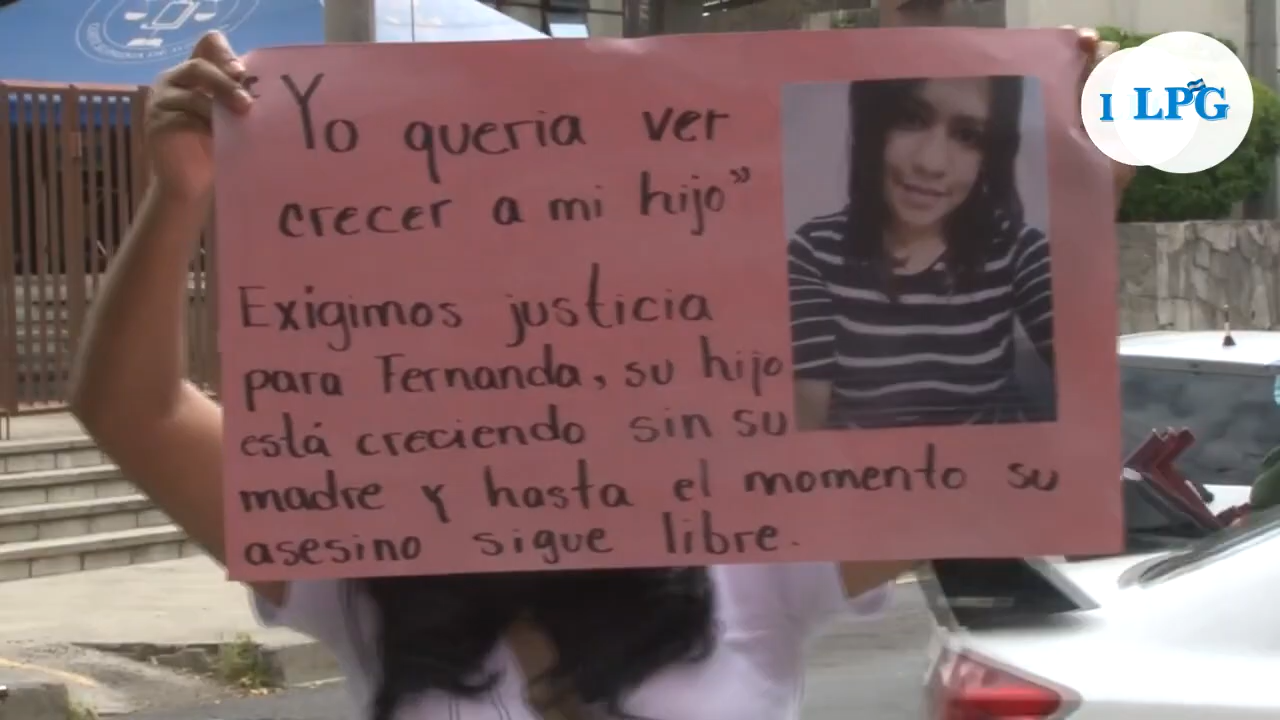 "Yo queria ver
crecer a mi hijo"
Exigimos justicia
para Fernanda, su hijo
está creciendo sin su
madre y hasta el momento su
asesino sigue libre.
1 LPG